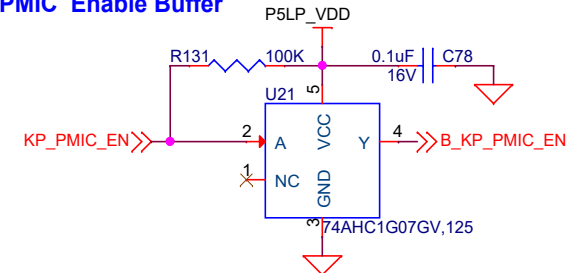 PMIC Enable Buffer
P5LP_VDD
R131 100K
0.1uF C78
16V
U21
5
KP_PMIC_EN 2 A VCC Y 4 B_KP_PMIC_EN
1 NC GND
3 74AHC1G07GV,125